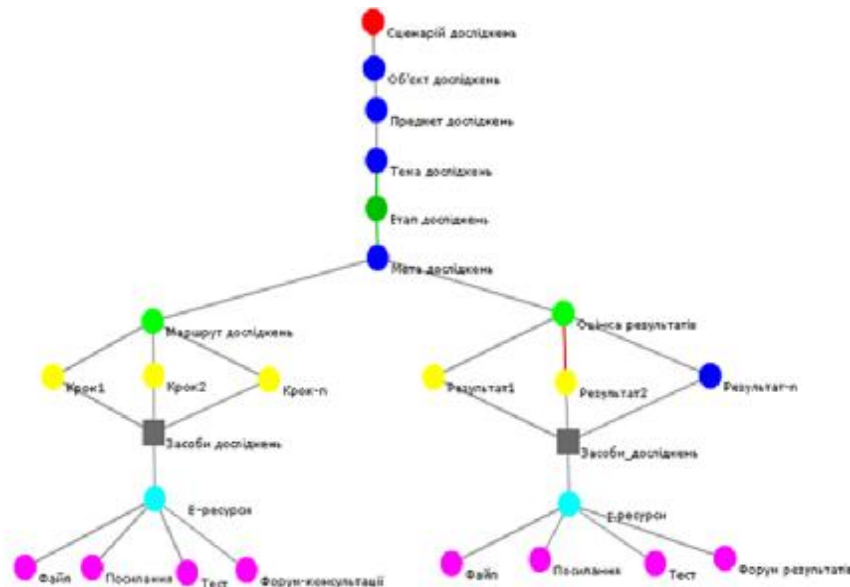 Сценарій досліджень
Об'єкт досліджень
Предмет досліджень
Тема досліджень
Етап досліджень
Мета досліджень
Маршрут досліджень
Оцінка результатів
Крок1
Крок2
Крок-n
Результат1
Результат2
Результат-n
Засоби досліджень
Засоби_досліджень
Е-ресурси
Е-ресурси
Файл
Посилання
Тест
Форум-консультації
Файл
Посилання
Тест
Форум результатів